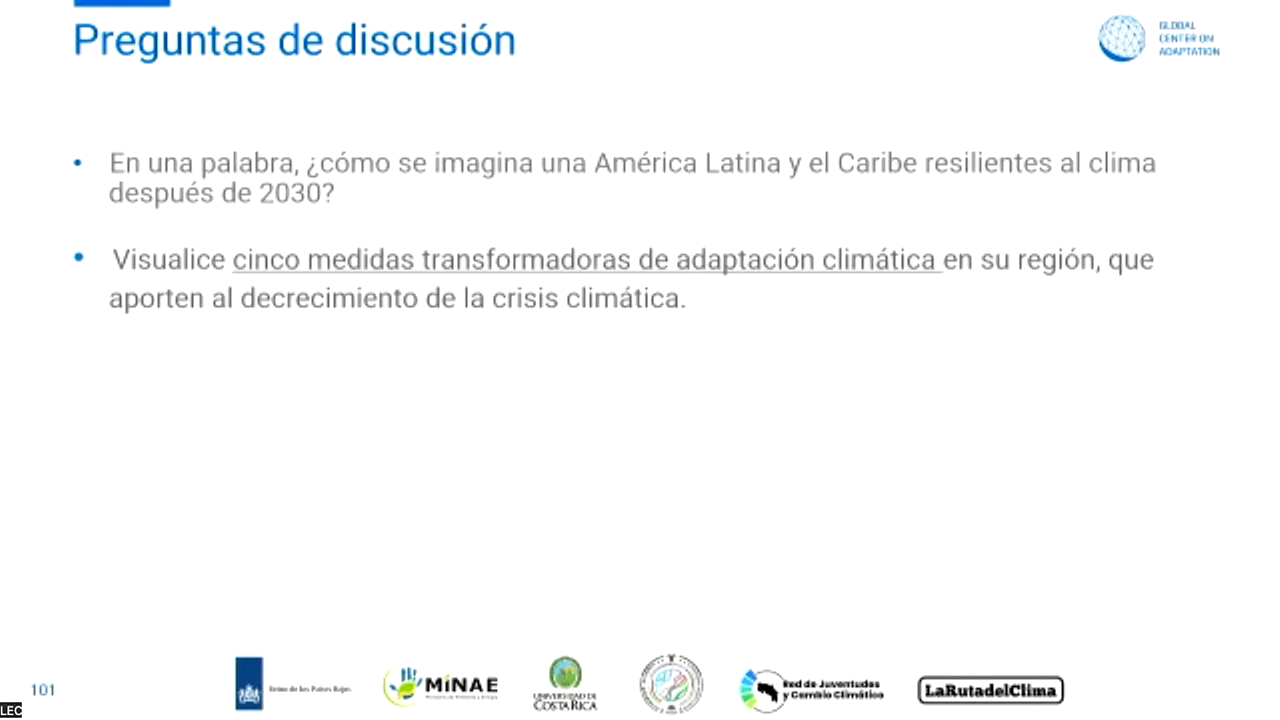 Preguntas de discusión
GLOBAL
CENTER ON
ADAPTATION
• En una palabra, ¿cómo se imagina una América Latina y el Caribe resilientes al clima
después de 2030?
• Visualice cinco medidas transformadoras de adaptación climática en su región, que
aporten al decrecimiento de la crisis climática.
101
LEC
Reino de los Países Bajos
MINAE
UNIVERSIDAD DE
COSTA RICA
Red de Juventudes
y Cambio Climático
LaRutadelClima